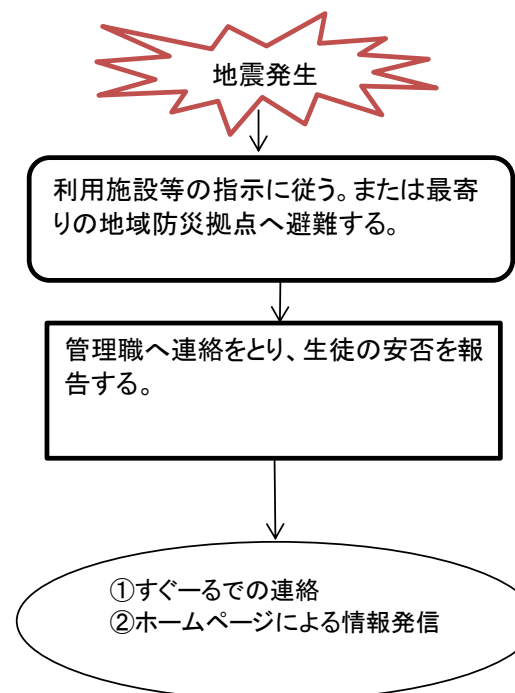 地震発生
利用施設等の指示に従う。または最寄
りの地域防災拠点へ避難する。
管理職へ連絡をとり、生徒の安否を報
告する。
①すぐーるでの連絡
②ホームページによる情報発信